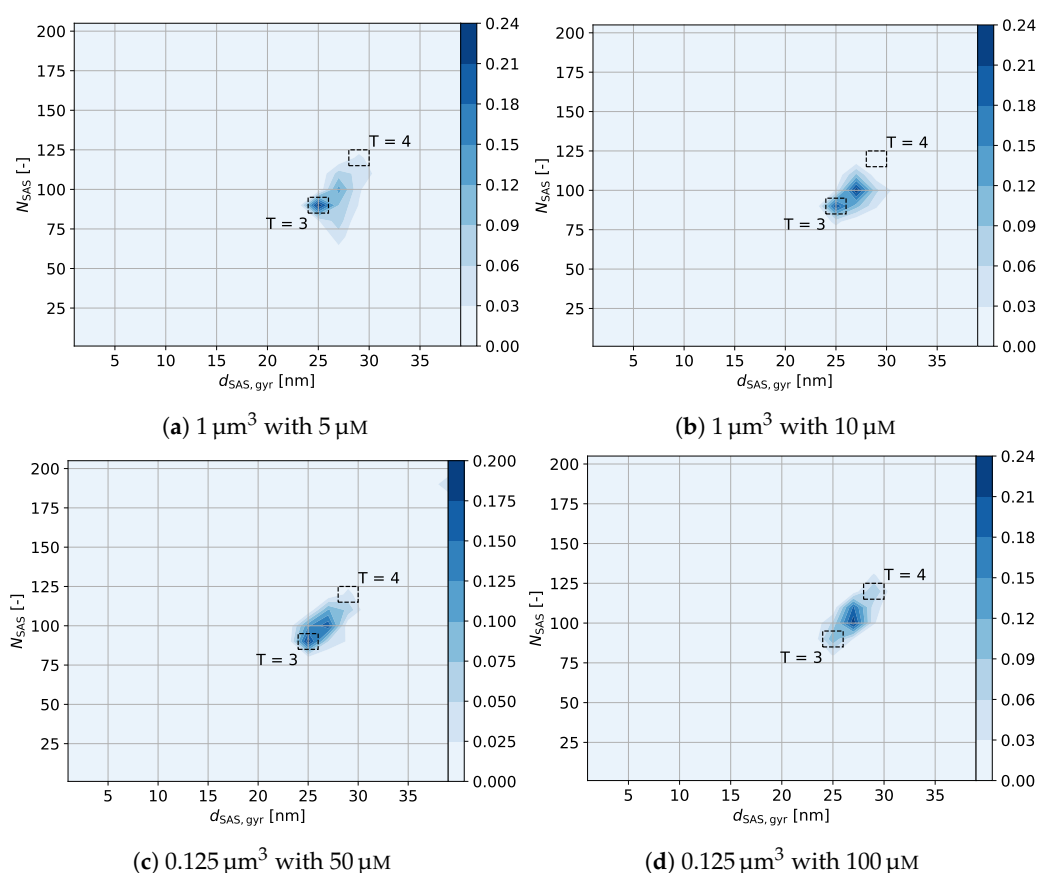 200
175
150
125
100
75
50
25
N_SAS [-]
5 10 15 20 25 30 35
d_SAS, gyr [nm]
T = 4
T = 3
0.24
0.21
0.18
0.15
0.12
0.09
0.06
0.03
0.00
(a) 1 µm³ with 5 µM
200
175
150
125
100
75
50
25
N_SAS [-]
5 10 15 20 25 30 35
d_SAS, gyr [nm]
T = 4
T = 3
0.24
0.21
0.18
0.15
0.12
0.09
0.06
0.03
0.00
(b) 1 µm³ with 10 µM
200
175
150
125
100
75
50
25
N_SAS [-]
5 10 15 20 25 30 35
d_SAS, gyr [nm]
T = 4
T = 3
0.200
0.175
0.150
0.125
0.100
0.075
0.050
0.025
0.000
(c) 0.125 µm³ with 50 µM
200
175
150
125
100
75
50
25
N_SAS [-]
5 10 15 20 25 30 35
d_SAS, gyr [nm]
T = 4
T = 3
0.24
0.21
0.18
0.15
0.12
0.09
0.06
0.03
0.00
(d) 0.125 µm³ with 100 µM